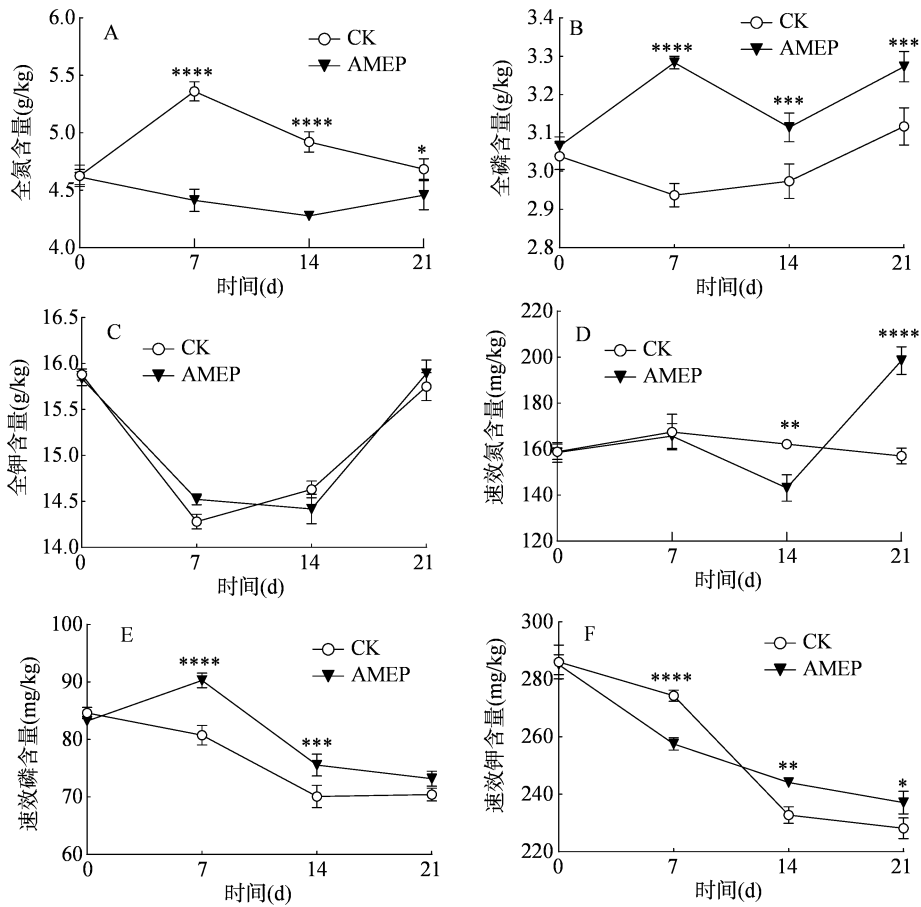 A
CK
AMEP
6.0
5.5
5.0
4.5
4.0
全氮含量(g/kg)
****
****
*
0 7 14 21
时间(d)
B
CK
AMEP
3.4
3.3
3.2
3.1
3.0
2.9
2.8
全磷含量(g/kg)
****
***
***
0 7 14 21
时间(d)
C
CK
AMEP
16.5
16.0
15.5
15.0
14.5
14.0
全钾含量(g/kg)
0 7 14 21
时间(d)
D
CK
AMEP
220
200
180
160
140
120
速效氮含量(mg/kg)
**
****
0 7 14 21
时间(d)
E
CK
AMEP
100
90
80
70
60
速效磷含量(mg/kg)
****
***
0 7 14 21
时间(d)
F
CK
AMEP
300
280
260
240
220
速效钾含量(mg/kg)
****
**
*
0 7 14 21
时间(d)